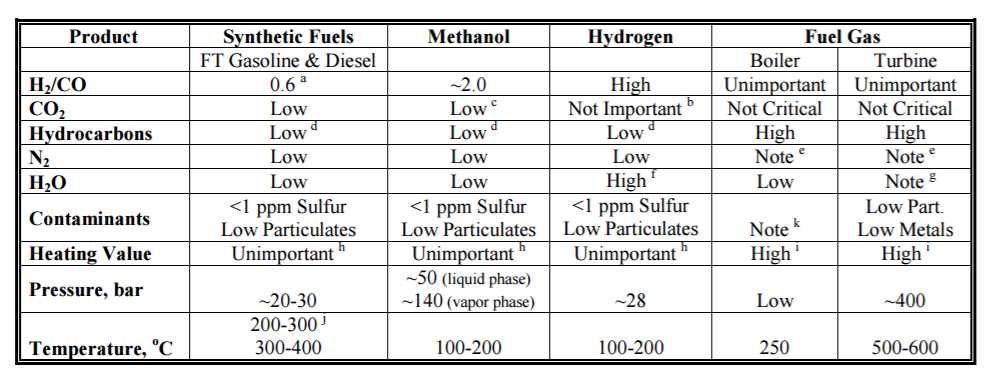 Product Synthetic Fuels Methanol Hydrogen Fuel Gas
FT Gasoline & Diesel Boiler Turbine
H₂/CO 0.6 ᵃ ~2.0 High Unimportant Unimportant
CO₂ Low Low ᶜ Not Important ᵇ Not Critical Not Critical
Hydrocarbons Low ᵈ Low ᵈ Low ᵈ High High
N₂ Low Low Low Note ᵉ Note ᵉ
H₂O Low Low High ᶠ Low Note ᵍ
Contaminants <1 ppm Sulfur <1 ppm Sulfur <1 ppm Sulfur Low Part.
Low Particulates Low Particulates Low Particulates Note ᵏ Low Metals
Heating Value Unimportant ʰ Unimportant ʰ Unimportant ʰ High ⁱ High ⁱ
Pressure, bar ~50 (liquid phase)
~20-30 ~140 (vapor phase) ~28 Low ~400
200-300 ʲ
Temperature, °C 300-400 100-200 100-200 250 500-600